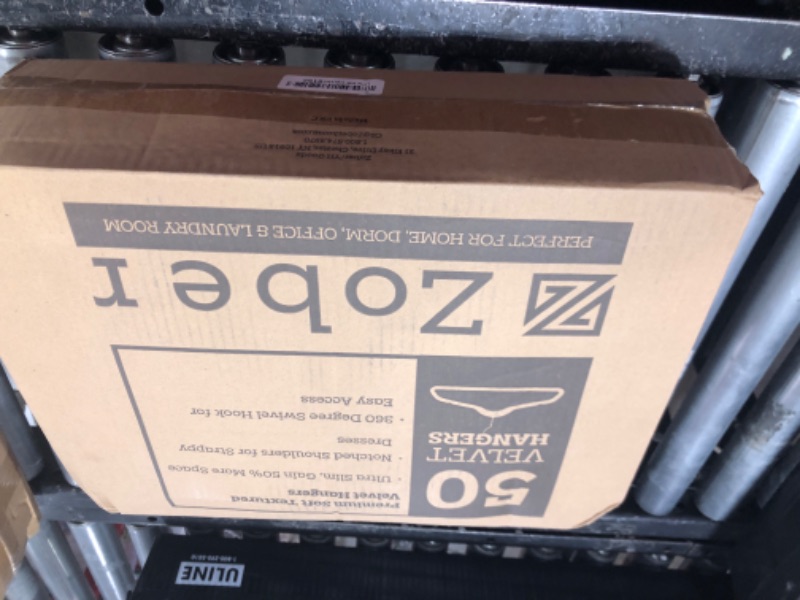 50
VELVET
HANGERS
Premium Soft Textured
Velvet Hangers
· Ultra Slim, Gain 50% More Space
· Notched Shoulders for Strappy
Dresses
· 360 Degree Swivel Hook for
Easy Access
Zober
PERFECT FOR HOME, DORM, OFFICE & LAUNDRY ROOM
ULINE